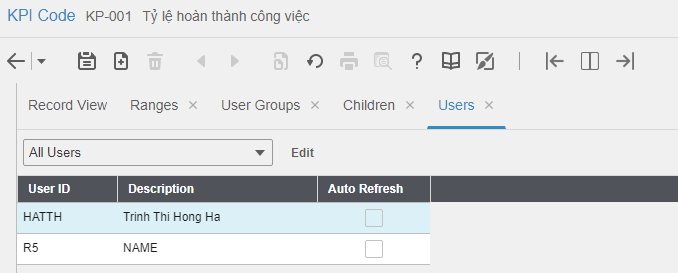 KPI Code KP-001 Tỷ lệ hoàn thành công việc
Record View Ranges User Groups Children Users
All Users Edit
User ID Description Auto Refresh
HATTH Trinh Thi Hong Ha
R5 NAME